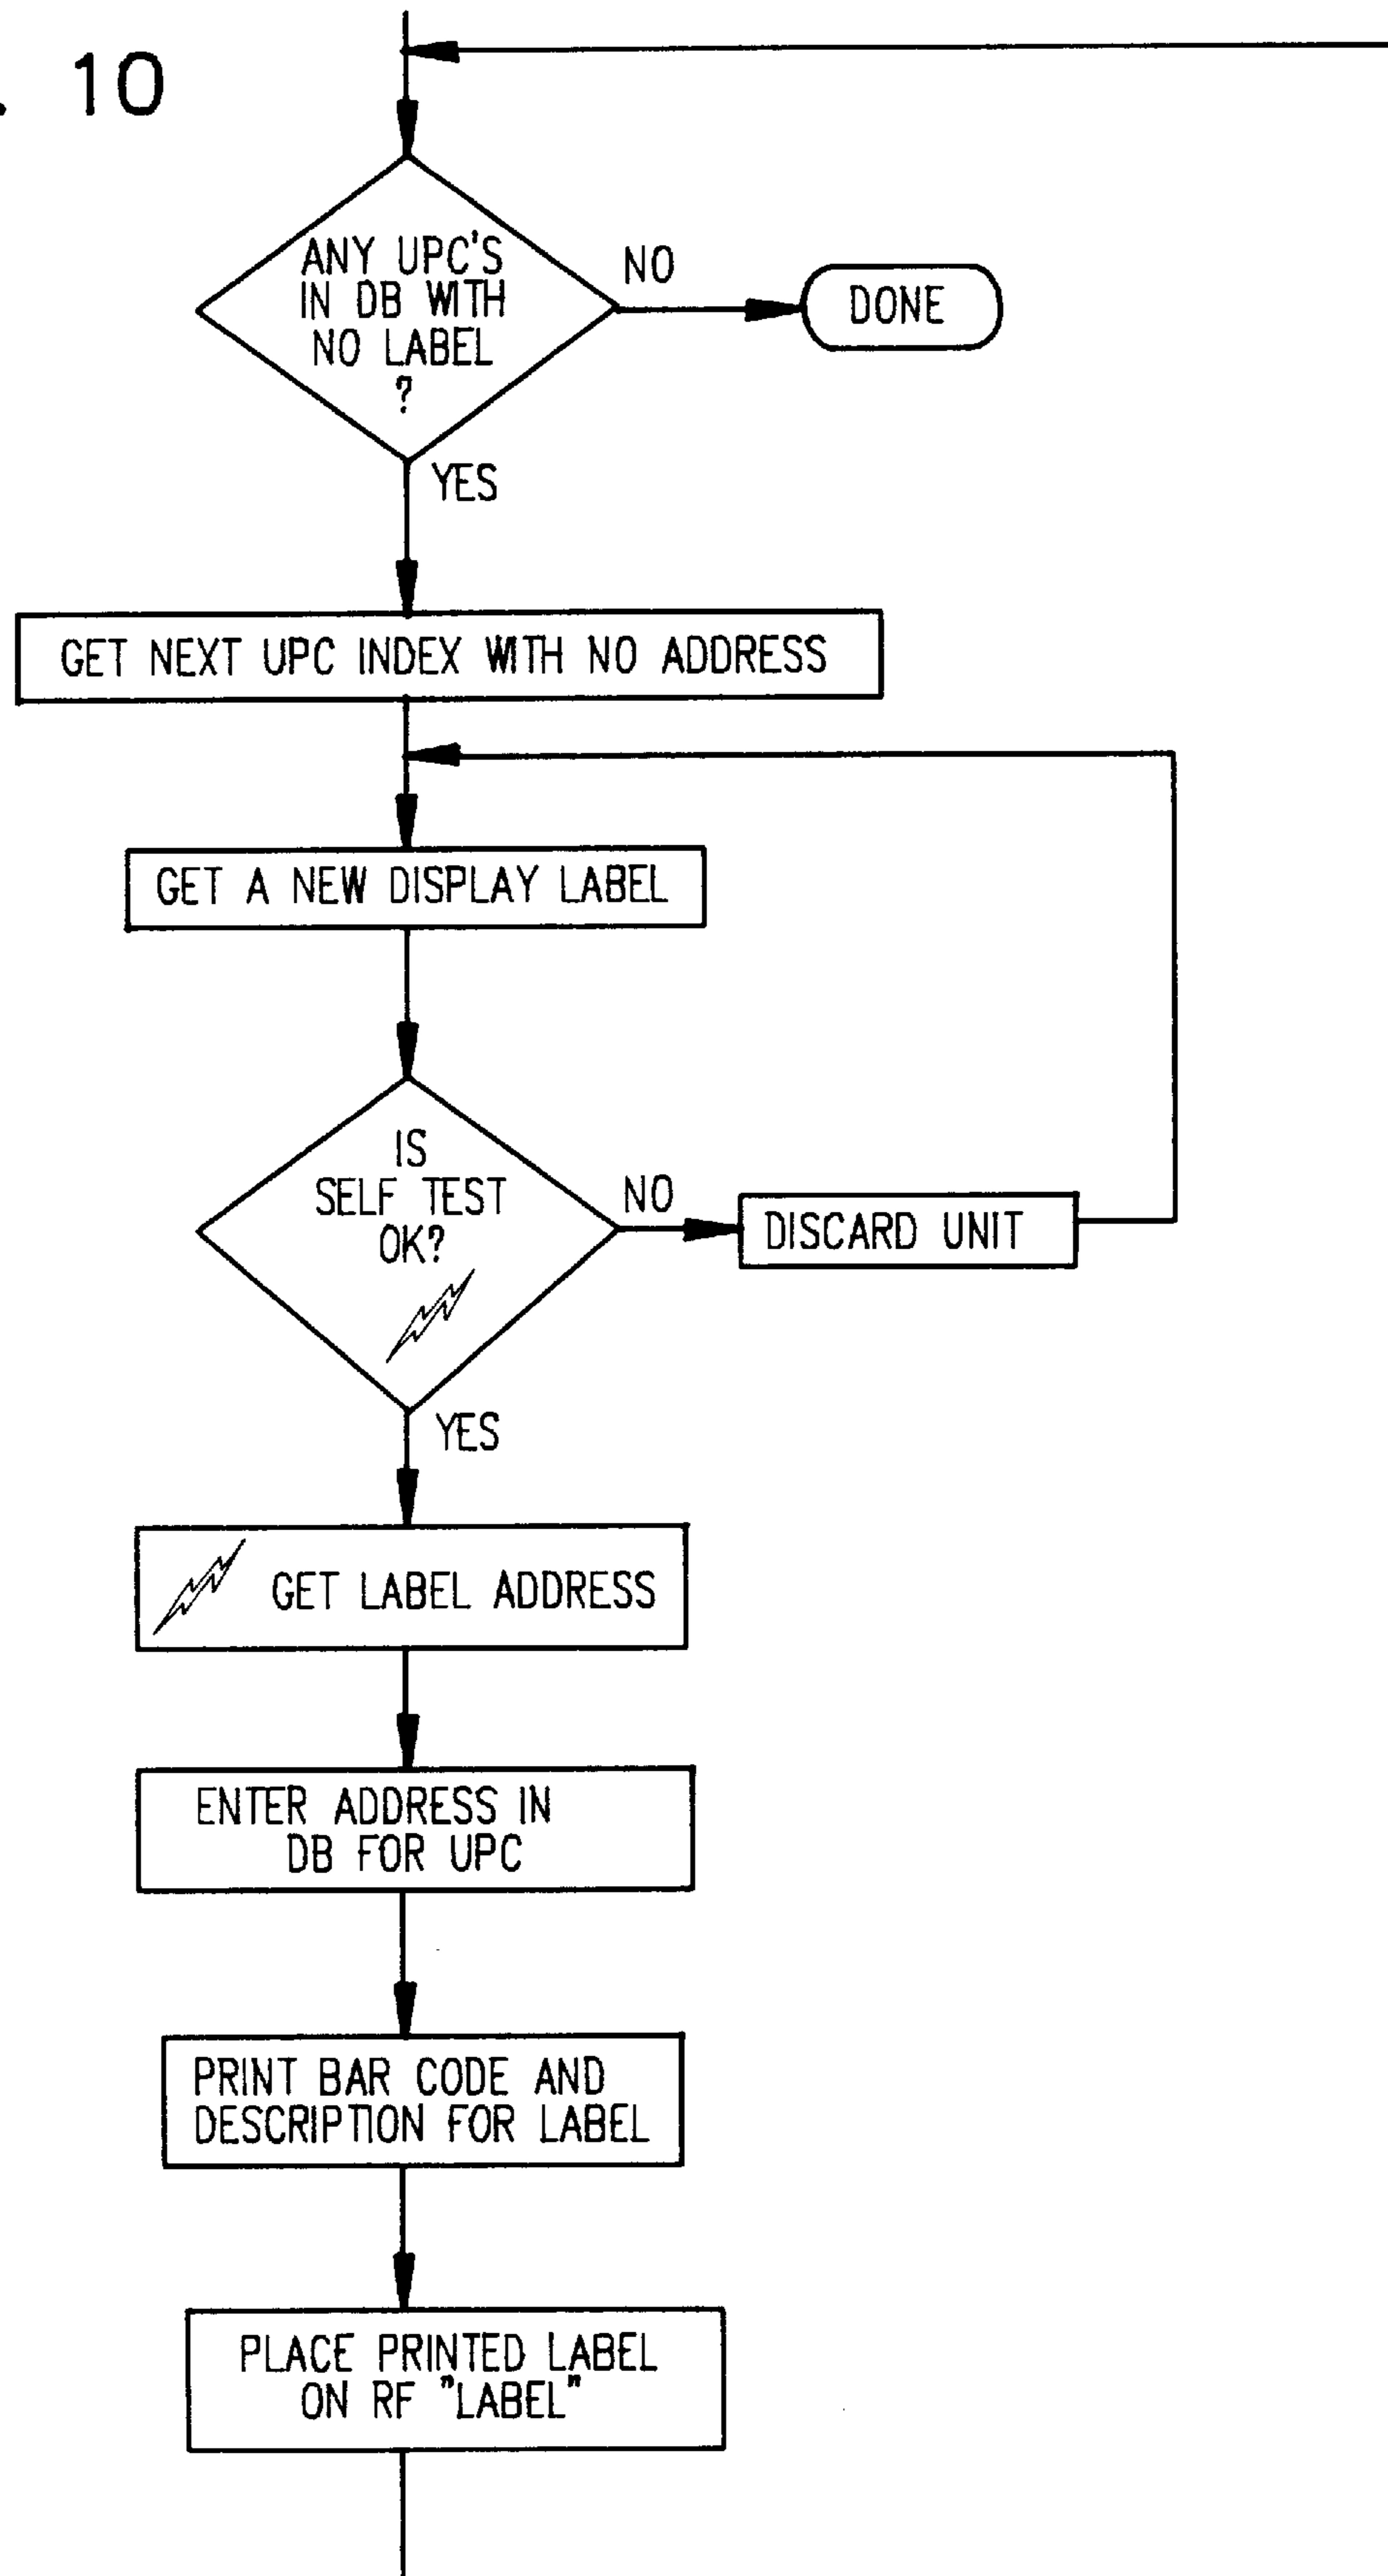 . 10
ANY UPC'S
IN DB WITH
NO LABEL
?
NO
DONE
YES
GET NEXT UPC INDEX WITH NO ADDRESS
GET A NEW DISPLAY LABEL
IS
SELF TEST
OK?
NO
DISCARD UNIT
YES
GET LABEL ADDRESS
ENTER ADDRESS IN
DB FOR UPC
PRINT BAR CODE AND
DESCRIPTION FOR LABEL
PLACE PRINTED LABEL
ON RF "LABEL"